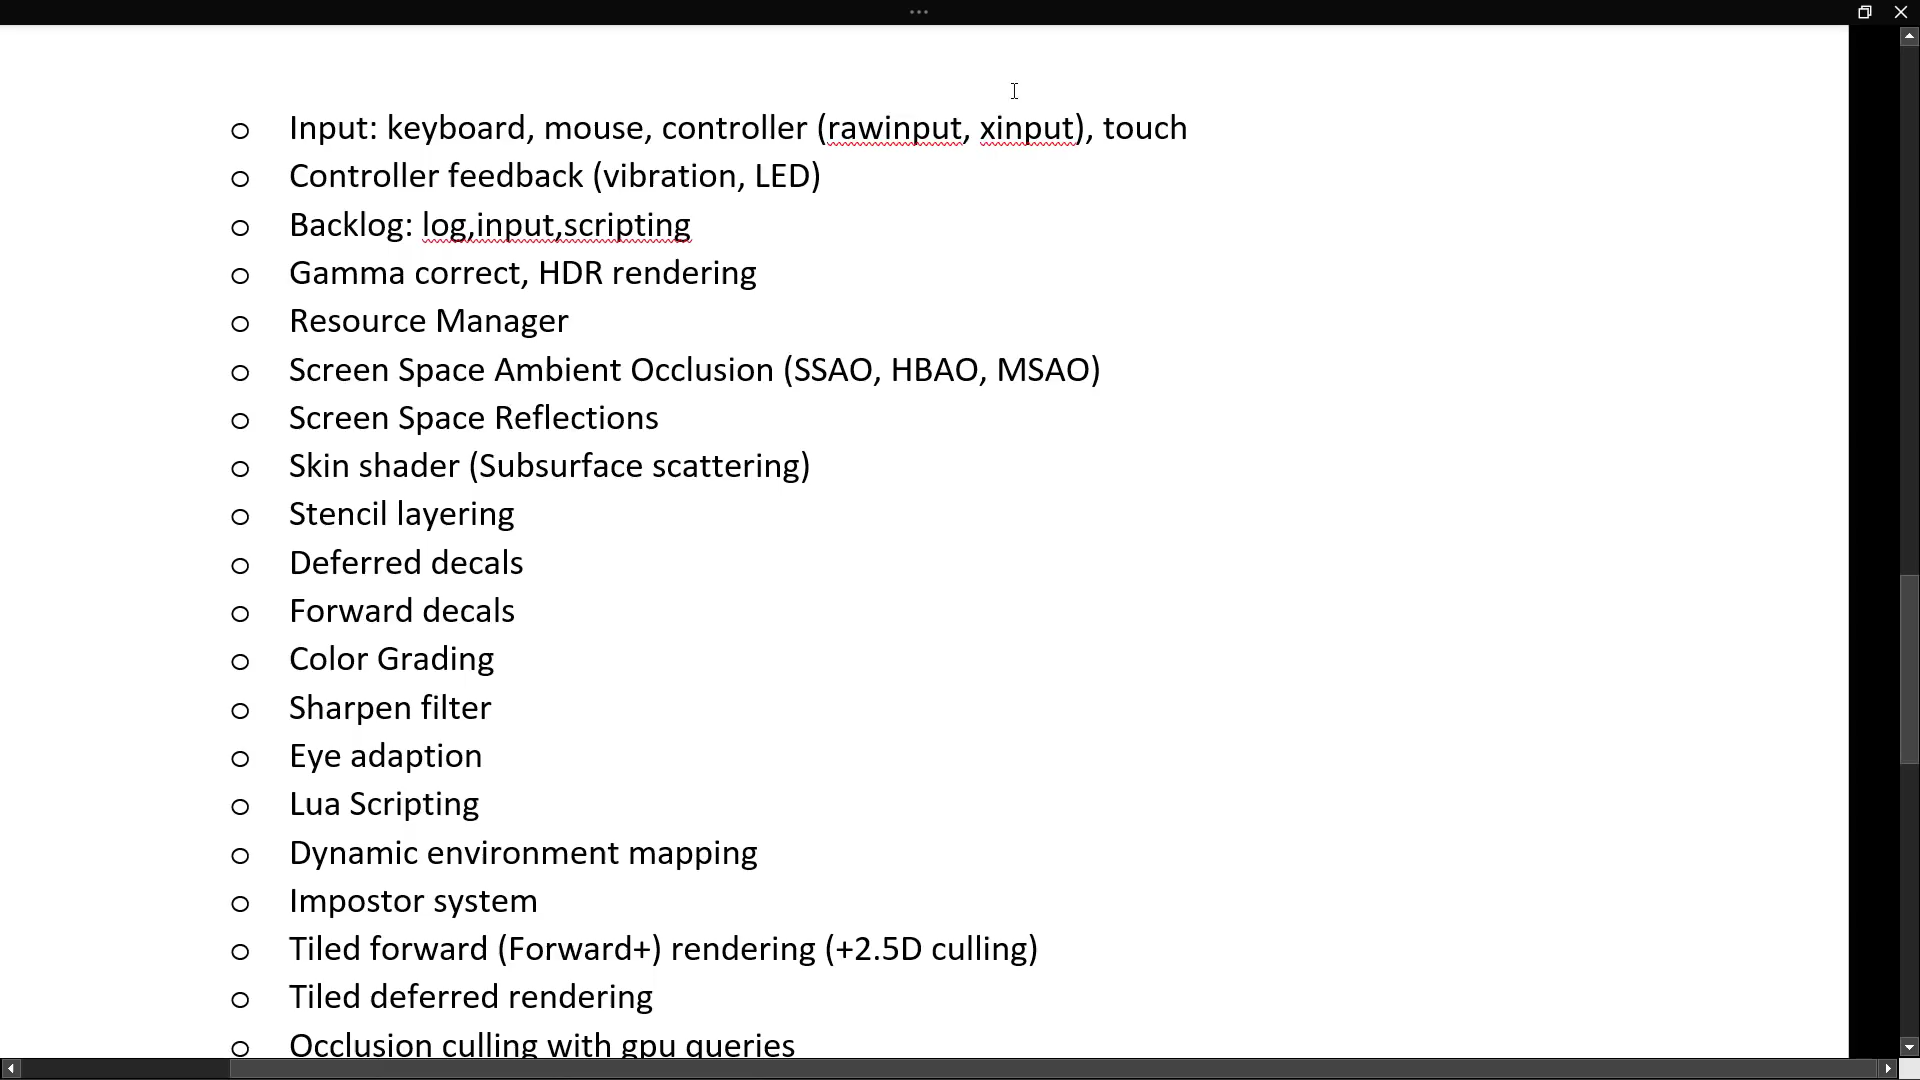 Input: keyboard, mouse, controller (rawinput, xinput), touch
Controller feedback (vibration, LED)
Backlog: log,input,scripting
Gamma correct, HDR rendering
Resource Manager
Screen Space Ambient Occlusion (SSAO, HBAO, MSAO)
Screen Space Reflections
Skin shader (Subsurface scattering)
Stencil layering
Deferred decals
Forward decals
Color Grading
Sharpen filter
Eye adaption
Lua Scripting
Dynamic environment mapping
Impostor system
Tiled forward (Forward+) rendering (+2.5D culling)
Tiled deferred rendering
Occlusion culling with gpu queries